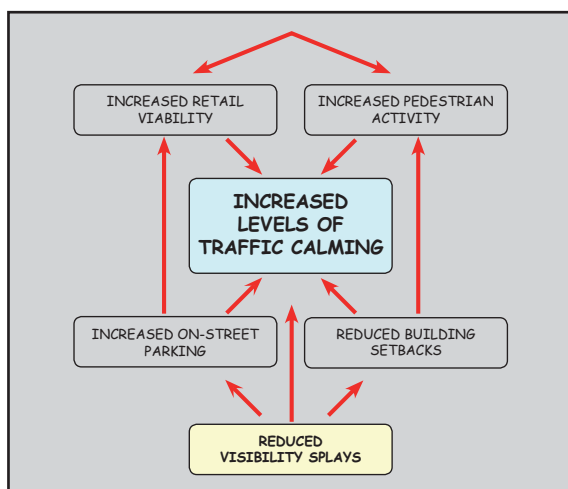 INCREASED RETAIL
VIABILITY
INCREASED PEDESTRIAN
ACTIVITY
INCREASED
LEVELS OF
TRAFFIC CALMING
INCREASED ON-STREET
PARKING
REDUCED BUILDING
SETBACKS
REDUCED
VISIBILITY SPLAYS